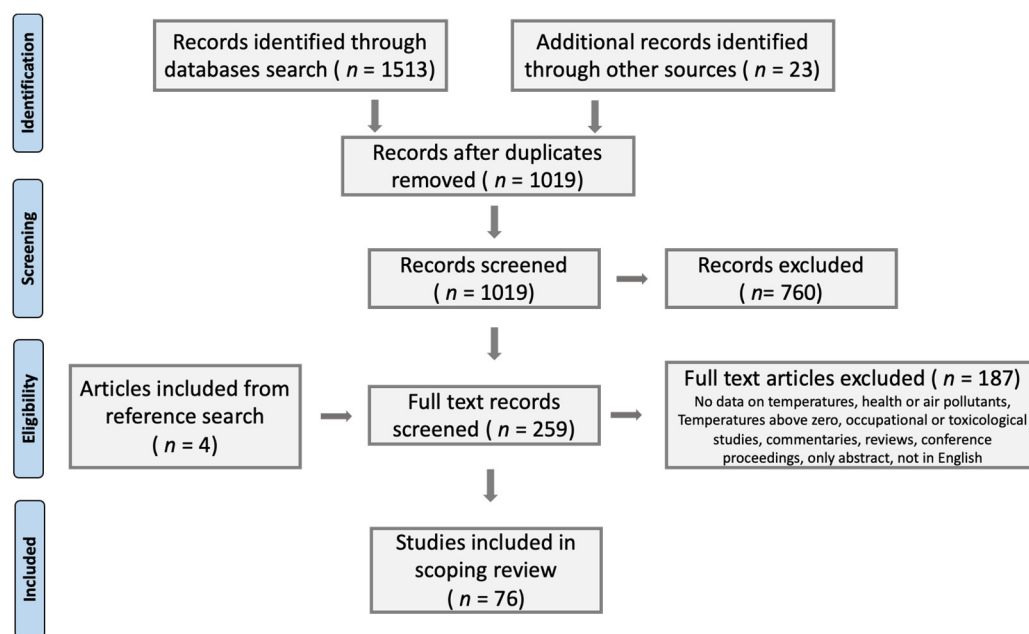 Identification
Records identified through
databases search ( n = 1513)
Additional records identified
through other sources ( n = 23)
Records after duplicates
removed ( n = 1019)
Screening
Records screened
( n = 1019)
Records excluded
( n= 760)
Eligibility
Articles included from
reference search
( n = 4)
Full text records
screened ( n = 259)
Full text articles excluded ( n = 187)
No data on temperatures, health or air pollutants,
Temperatures above zero, occupational or toxicological
studies, commentaries, reviews, conference
proceedings, only abstract, not in English
Included
Studies included in
scoping review
( n = 76)